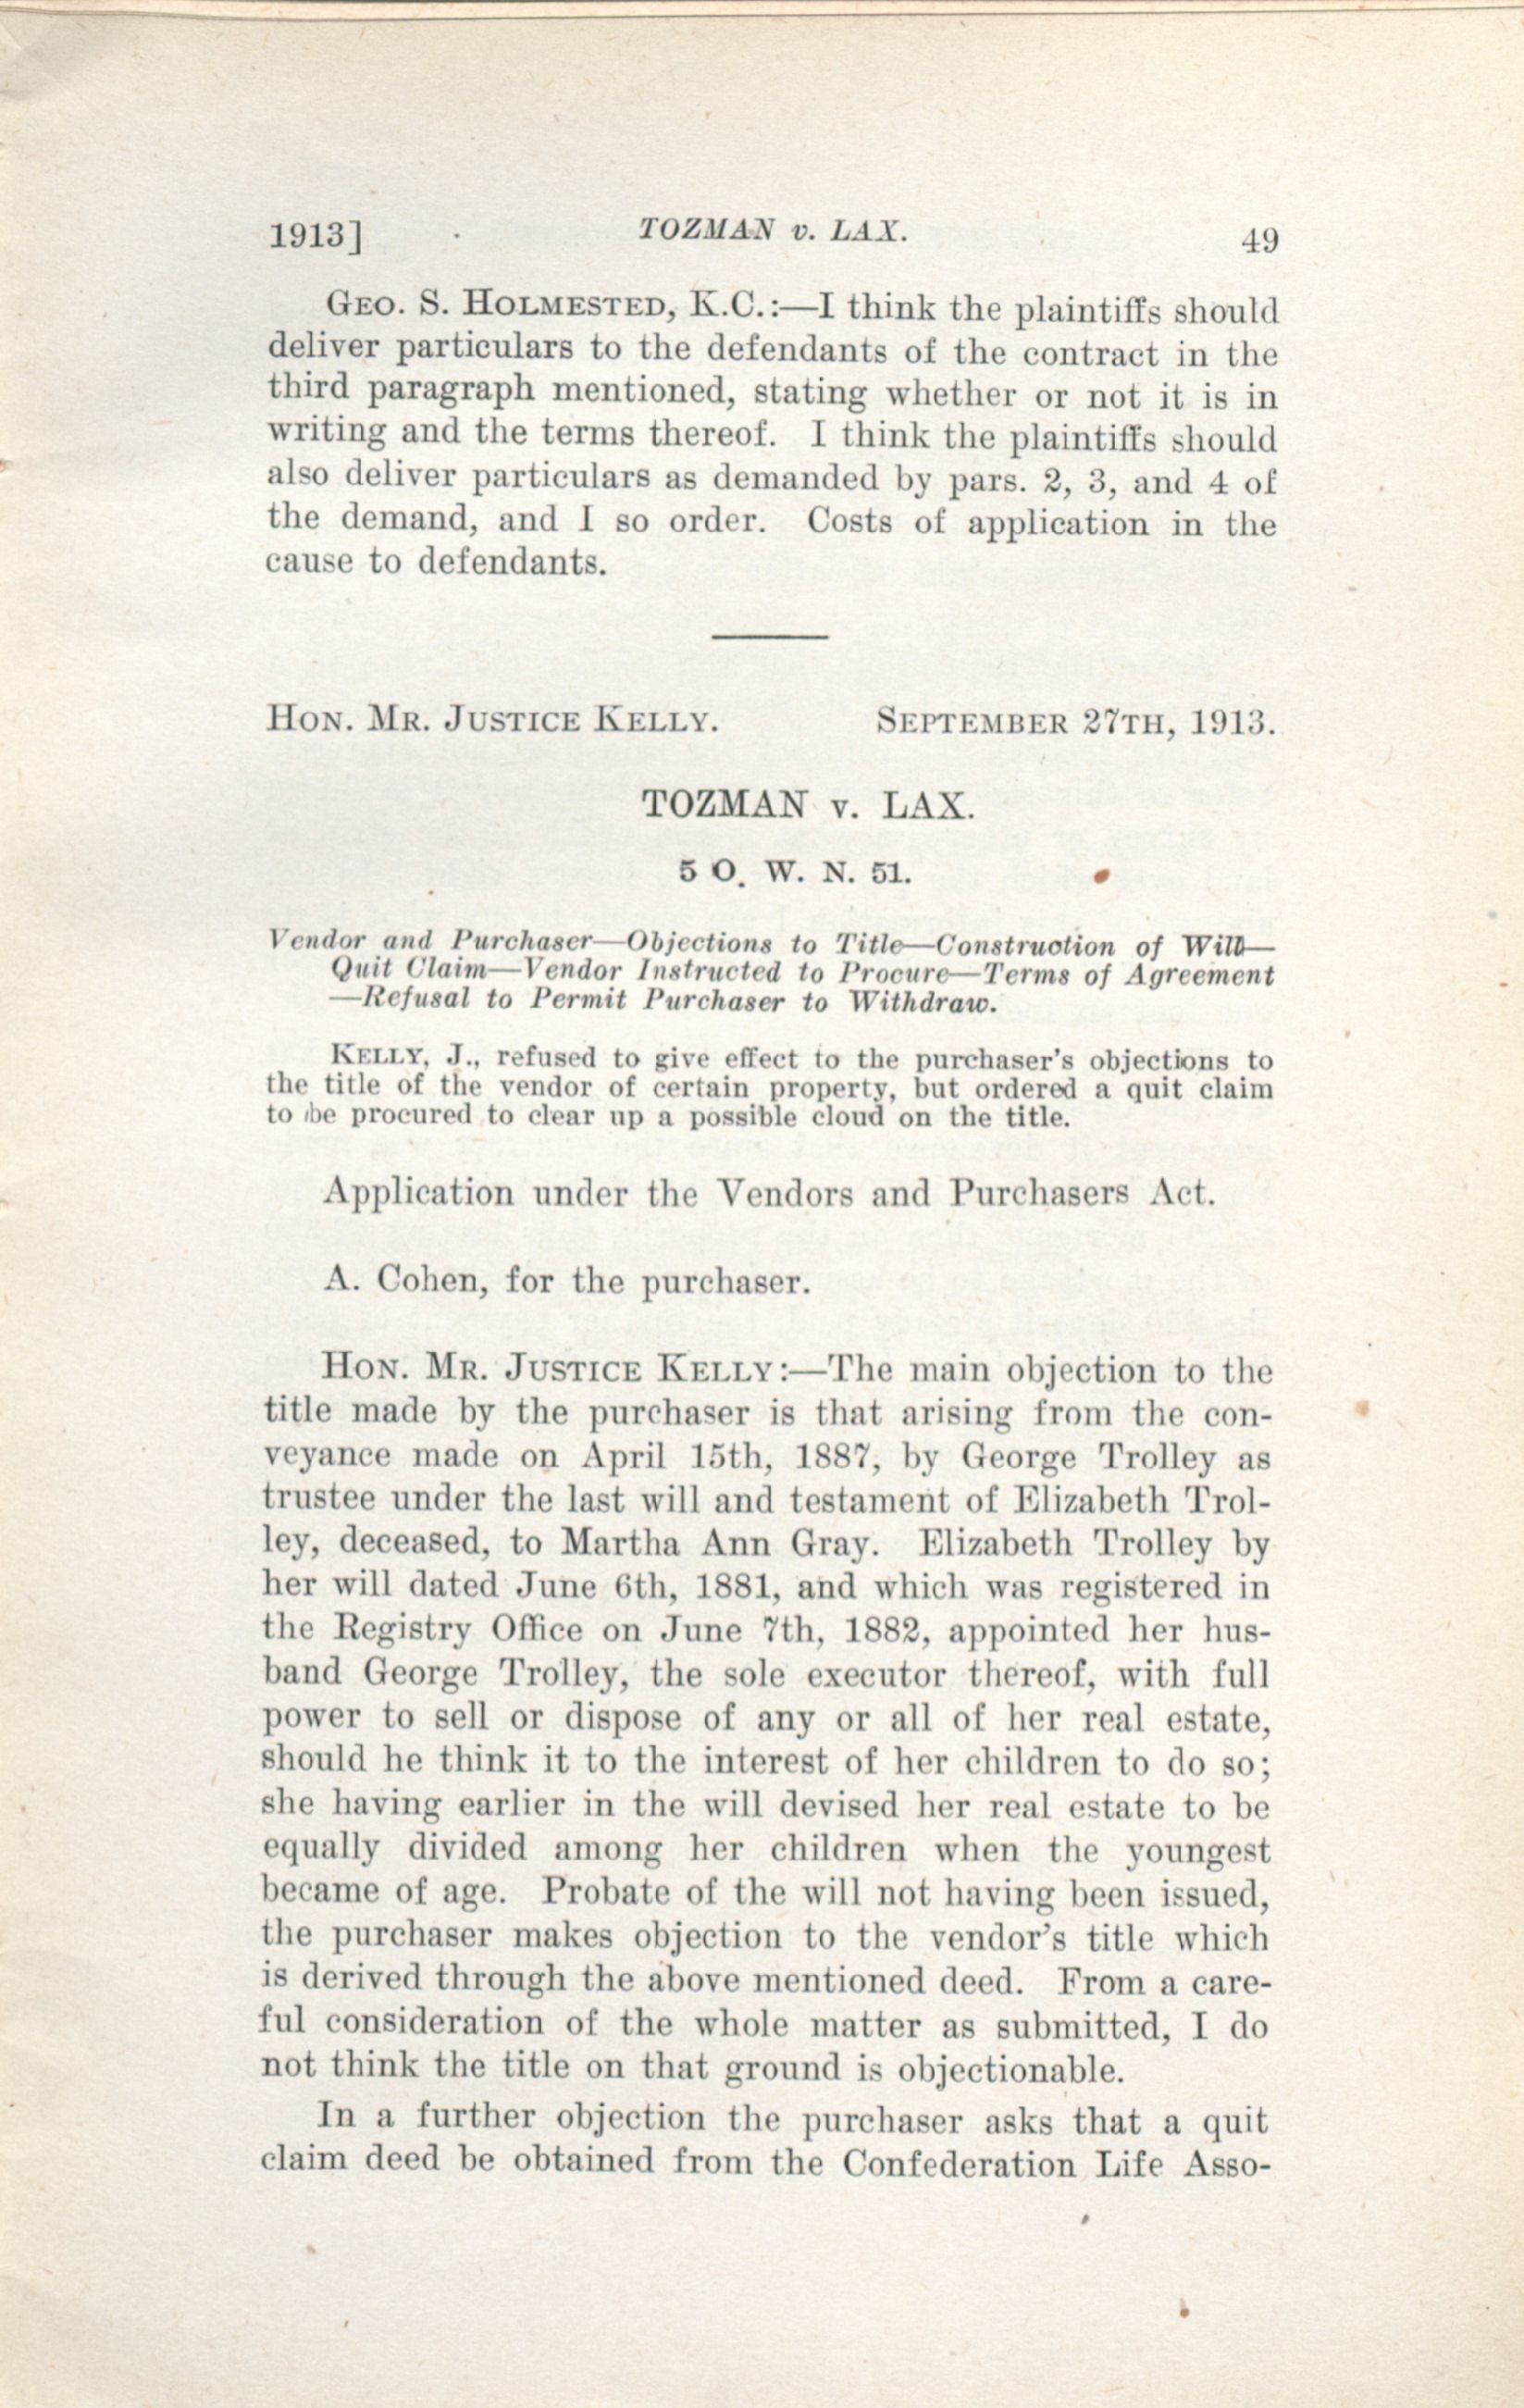 1913] TOZMAN v. LAX. 49
GEO. S. HOLMESTED, K.C.:—I think the plaintiffs should
deliver particulars to the defendants of the contract in the
third paragraph mentioned, stating whether or not it is in
writing and the terms thereof. I think the plaintiffs should
also deliver particulars as demanded by pars. 2, 3, and 4 of
the demand, and I so order. Costs of application in the
cause to defendants.
HON. MR. JUSTICE KELLY. SEPTEMBER 27TH, 1913.
TOZMAN v. LAX.
5 O. W. N. 51.
Vendor and Purchaser—Objections to Title—Construction of Will—
Quit Claim—Vendor Instructed to Procure—Terms of Agreement
—Refusal to Permit Purchaser to Withdraw.
KELLY, J., refused to give effect to the purchaser's objections to
the title of the vendor of certain property, but ordered a quit claim
to be procured to clear up a possible cloud on the title.
Application under the Vendors and Purchasers Act.
A. Cohen, for the purchaser.
HON. MR. JUSTICE KELLY:—The main objection to the
title made by the purchaser is that arising from the con-
veyance made on April 15th, 1887, by George Trolley as
trustee under the last will and testament of Elizabeth Trol-
ley, deceased, to Martha Ann Gray. Elizabeth Trolley by
her will dated June 6th, 1881, and which was registered in
the Registry Office on June 7th, 1882, appointed her hus-
band George Trolley, the sole executor thereof, with full
power to sell or dispose of any or all of her real estate,
should he think it to the interest of her children to do so;
she having earlier in the will devised her real estate to be
equally divided among her children when the youngest
became of age. Probate of the will not having been issued,
the purchaser makes objection to the vendor's title which
is derived through the above mentioned deed. From a care-
ful consideration of the whole matter as submitted, I do
not think the title on that ground is objectionable.
In a further objection the purchaser asks that a quit
claim deed be obtained from the Confederation Life Asso-